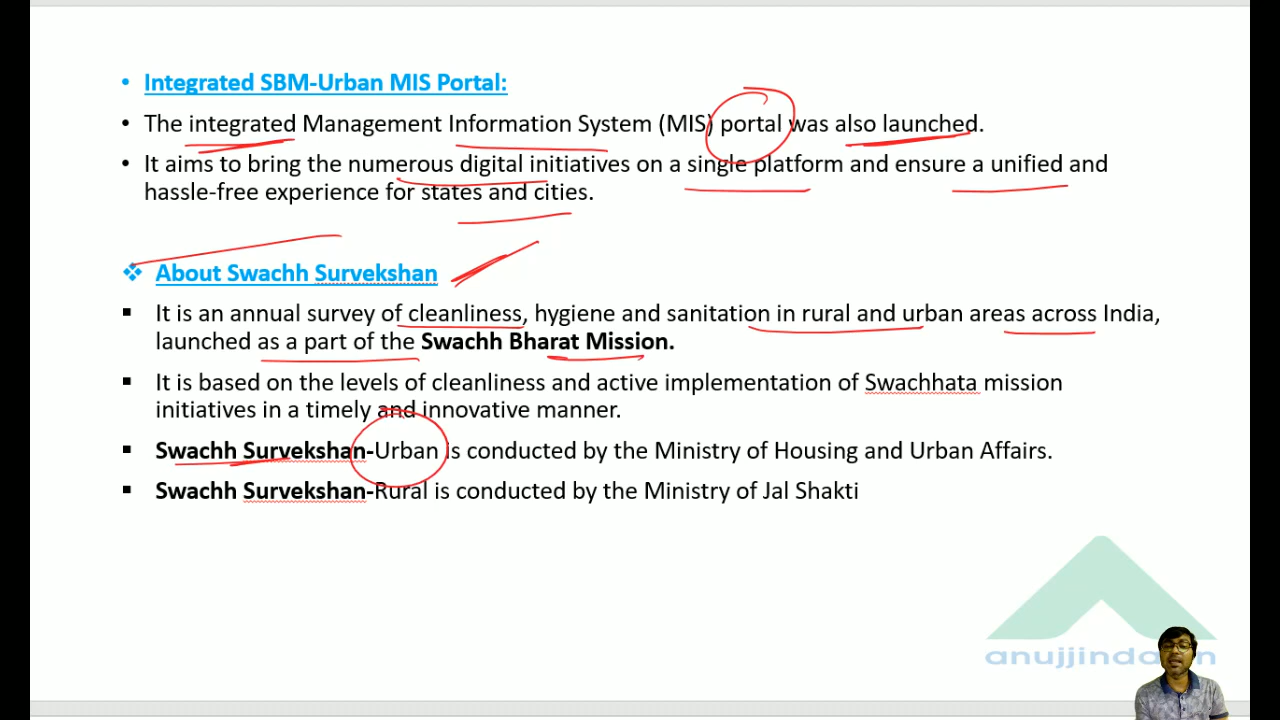 • Integrated SBM-Urban MIS Portal:
• The integrated Management Information System (MIS) portal was also launched.
• It aims to bring the numerous digital initiatives on a single platform and ensure a unified and
hassle-free experience for states and cities.
❖ About Swachh Survekshan
▪ It is an annual survey of cleanliness, hygiene and sanitation in rural and urban areas across India,
launched as a part of the Swachh Bharat Mission.
▪ It is based on the levels of cleanliness and active implementation of Swachhata mission
initiatives in a timely and innovative manner.
▪ Swachh Survekshan-Urban is conducted by the Ministry of Housing and Urban Affairs.
▪ Swachh Survekshan-Rural is conducted by the Ministry of Jal Shakti